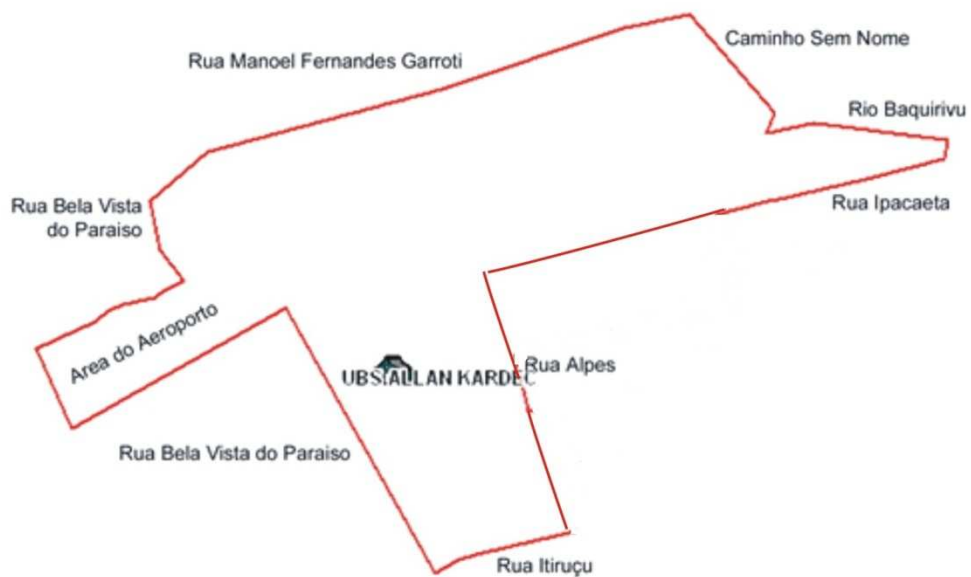 Caminho Sem Nome
Rua Manoel Fernandes Garroti
Rio Baquirivu
Rua Ipacaeta
Rua Bela Vista
do Paraiso
Area do Aeroporto
Rua Alpes
UBS ALLAN KARDEC
Rua Bela Vista do Paraiso
Rua Itiruçu